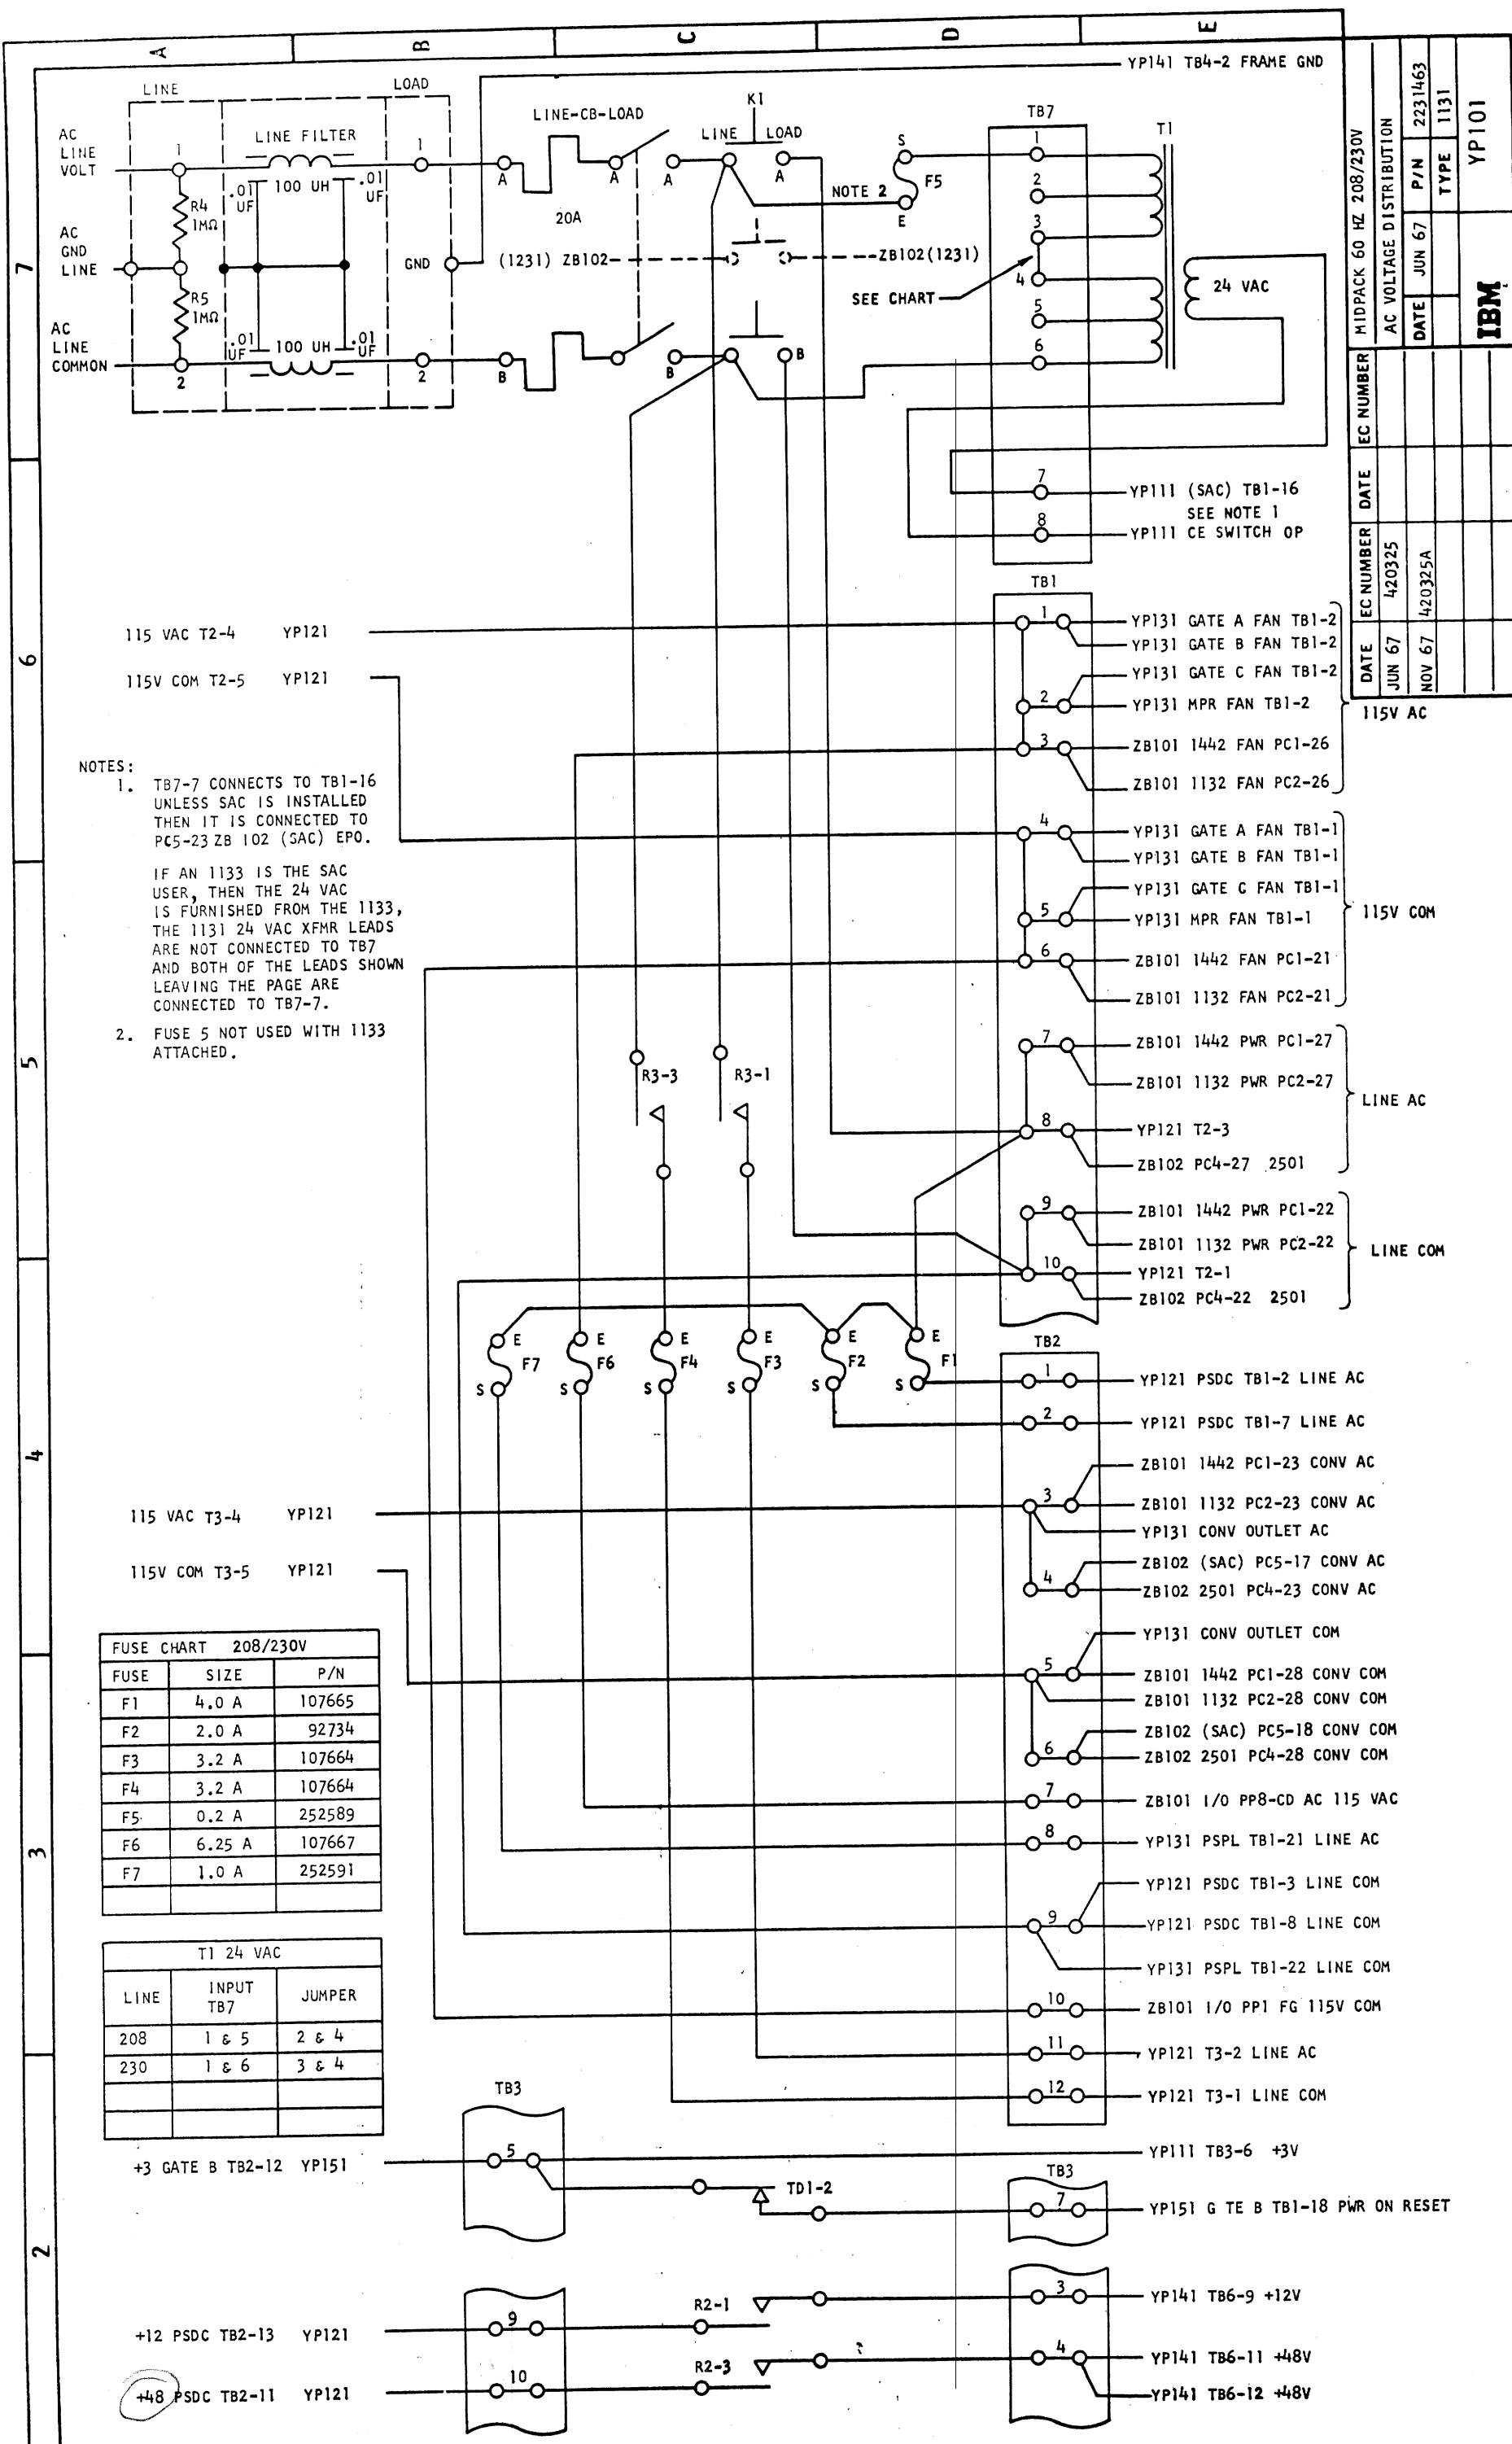 A B C D E
7
6
5
4
3
2
YP141 TB4-2 FRAME GND
LINE LOAD
LINE-CB-LOAD
K1
LINE LOAD
TB7
T1
AC
LINE
VOLT
LINE FILTER
1 1
A A A A
S
F5
E
NOTE 2
.01
UF
100 UH
.01
UF
R4
1MΩ
20A
AC
GND
LINE
GND
(1231) ZB102
ZB102(1231)
SEE CHART
24 VAC
R5
1MΩ
AC
LINE
COMMON
.01
UF
100 UH
.01
UF
2 2
B B B
1
2
3
4
5
6
7
8
YP111 (SAC) TB1-16
SEE NOTE 1
YP111 CE SWITCH OP
MIDPACK 60 HZ 208/230V
AC VOLTAGE DISTRIBUTION
DATE JUN 67 P/N 2231463
TYPE 1131
IBM YP101
DATE EC NUMBER DATE EC NUMBER
JUN 67 420325
NOV 67 420325A
TB1
115 VAC T2-4 YP121
115V COM T2-5 YP121
1 YP131 GATE A FAN TB1-2
YP131 GATE B FAN TB1-2
YP131 GATE C FAN TB1-2
2 YP131 MPR FAN TB1-2
3 ZB101 1442 FAN PC1-26
ZB101 1132 FAN PC2-26
115V AC
4 YP131 GATE A FAN TB1-1
YP131 GATE B FAN TB1-1
YP131 GATE C FAN TB1-1
5 YP131 MPR FAN TB1-1
6 ZB101 1442 FAN PC1-21
ZB101 1132 FAN PC2-21
115V COM
7 ZB101 1442 PWR PC1-27
ZB101 1132 PWR PC2-27
8 YP121 T2-3
ZB102 PC4-27 2501
LINE AC
9 ZB101 1442 PWR PC1-22
ZB101 1132 PWR PC2-22
10 YP121 T2-1
ZB102 PC4-22 2501
LINE COM
NOTES:
1. TB7-7 CONNECTS TO TB1-16
UNLESS SAC IS INSTALLED
THEN IT IS CONNECTED TO
PC5-23 ZB 102 (SAC) EPO.
IF AN 1133 IS THE SAC
USER, THEN THE 24 VAC
IS FURNISHED FROM THE 1133,
THE 1131 24 VAC XFMR LEADS
ARE NOT CONNECTED TO TB7
AND BOTH OF THE LEADS SHOWN
LEAVING THE PAGE ARE
CONNECTED TO TB7-7.
2. FUSE 5 NOT USED WITH 1133
ATTACHED.
R3-3 R3-1
E E E E E E
F7 F6 F4 F3 F2 F1
S S S S S S
TB2
1 YP121 PSDC TB1-2 LINE AC
2 YP121 PSDC TB1-7 LINE AC
ZB101 1442 PC1-23 CONV AC
3 ZB101 1132 PC2-23 CONV AC
YP131 CONV OUTLET AC
ZB102 (SAC) PC5-17 CONV AC
4 ZB102 2501 PC4-23 CONV AC
YP131 CONV OUTLET COM
5 ZB101 1442 PC1-28 CONV COM
ZB101 1132 PC2-28 CONV COM
ZB102 (SAC) PC5-18 CONV COM
6 ZB102 2501 PC4-28 CONV COM
7 ZB101 I/O PP8-CD AC 115 VAC
8 YP131 PSPL TB1-21 LINE AC
YP121 PSDC TB1-3 LINE COM
9 YP121 PSDC TB1-8 LINE COM
YP131 PSPL TB1-22 LINE COM
10 ZB101 I/O PP1 FG 115V COM
11 YP121 T3-2 LINE AC
12 YP121 T3-1 LINE COM
115 VAC T3-4 YP121
115V COM T3-5 YP121
FUSE CHART 208/230V
FUSE SIZE P/N
F1 4.0 A 107665
F2 2.0 A 92734
F3 3.2 A 107664
F4 3.2 A 107664
F5 0.2 A 252589
F6 6.25 A 107667
F7 1.0 A 252591
T1 24 VAC
LINE INPUT TB7 JUMPER
208 1 & 5 2 & 4
230 1 & 6 3 & 4
TB3
+3 GATE B TB2-12 YP151
5
YP111 TB3-6 +3V
TD1-2
TB3
7
YP151 G TE B TB1-18 PWR ON RESET
+12 PSDC TB2-13 YP121
9
R2-1
3
YP141 TB6-9 +12V
+48 PSDC TB2-11 YP121
10
R2-3
4
YP141 TB6-11 +48V
YP141 TB6-12 +48V